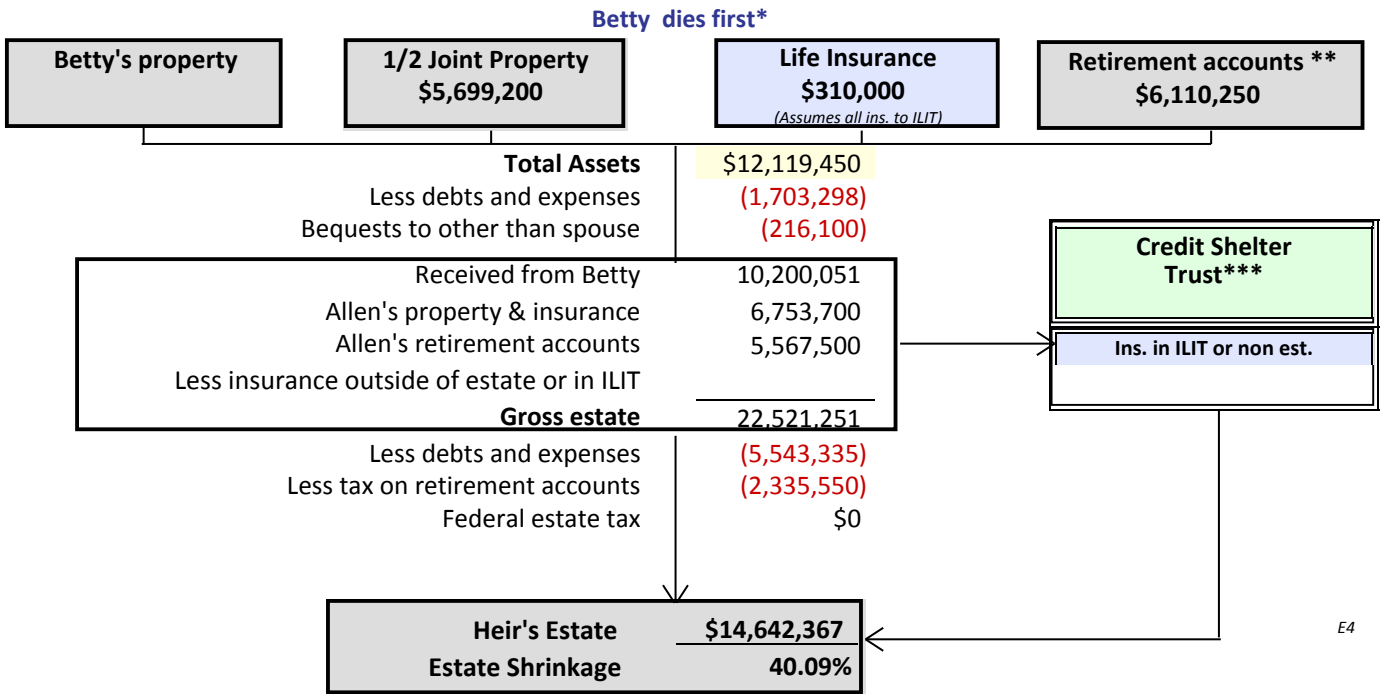 Betty dies first*
Betty's property
1/2 Joint Property
$5,699,200
Life Insurance
$310,000
(Assumes all ins. to ILIT)
Retirement accounts **
$6,110,250
Total Assets $12,119,450
Less debts and expenses (1,703,298)
Bequests to other than spouse (216,100)
Received from Betty 10,200,051
Allen's property & insurance 6,753,700
Allen's retirement accounts 5,567,500
Less insurance outside of estate or in ILIT
Gross estate 22,521,251
Credit Shelter
Trust***
Ins. in ILIT or non est.
Less debts and expenses (5,543,335)
Less tax on retirement accounts (2,335,550)
Federal estate tax $0
Heir's Estate $14,642,367
Estate Shrinkage 40.09%
E4